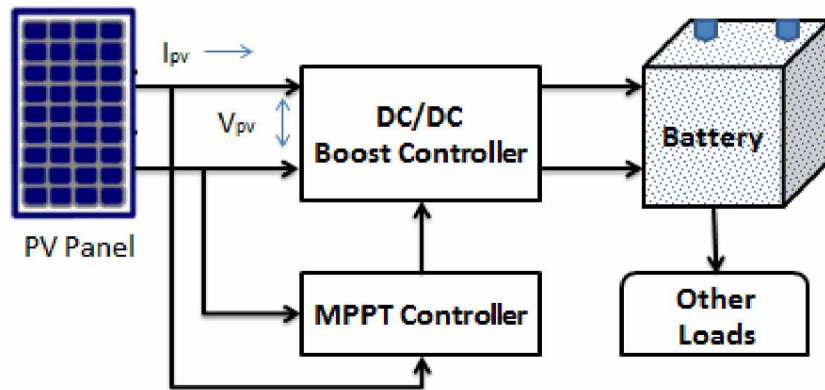 Ipv
Vpv
DC/DC
Boost Controller
Battery
PV Panel
MPPT Controller
Other
Loads